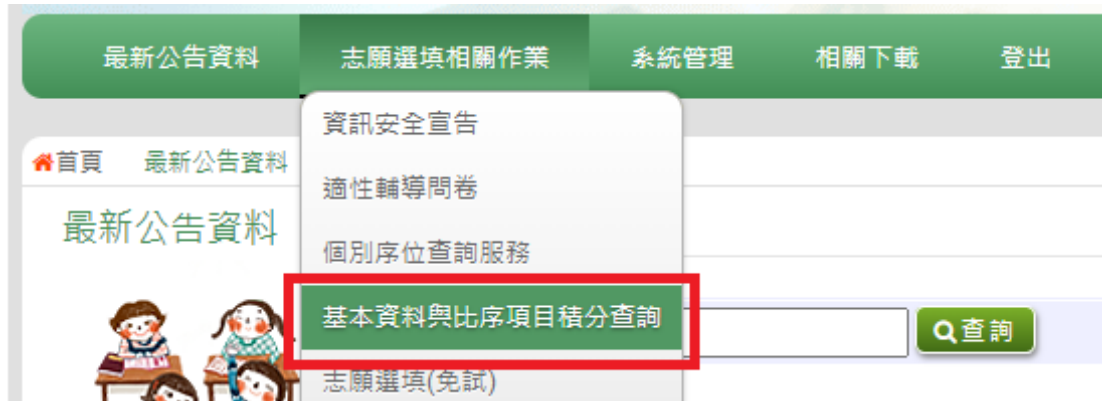 最新公告資料 志願選填相關作業 系統管理 相關下載 登出
資訊安全宣告
首頁 最新公告資料
適性輔導問卷
最新公告資料
個別序位查詢服務
基本資料與比序項目積分查詢
查詢
志願選填(免試)